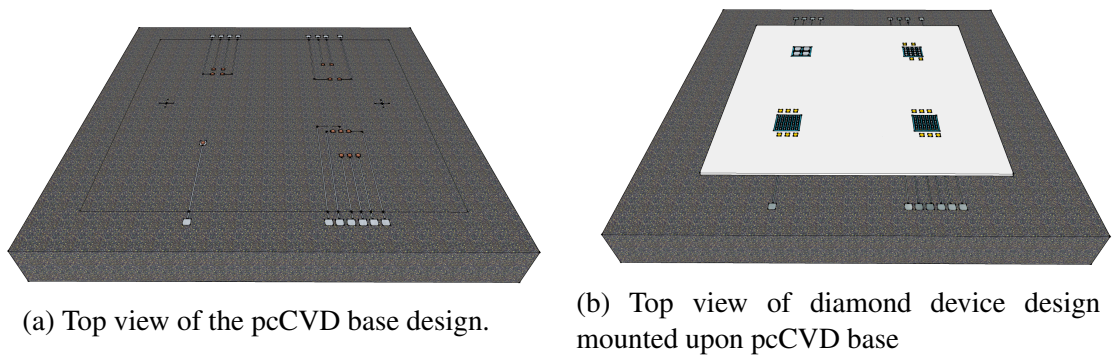 (a) Top view of the pcCVD base design.
(b) Top view of diamond device design
mounted upon pcCVD base